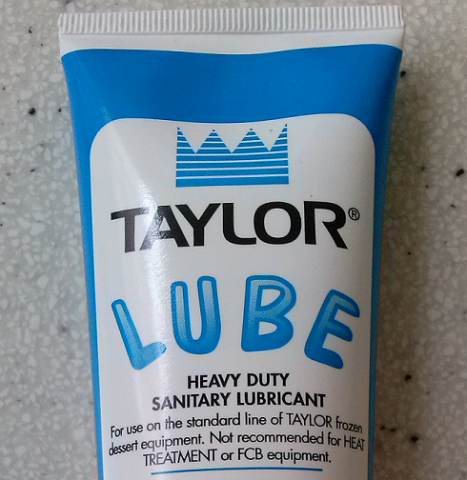 TAYLOR®
LUBE
HEAVY DUTY
SANITARY LUBRICANT
For use on the standard line of TAYLOR frozen
dessert equipment. Not recommended for HEAT
TREATMENT or FCB equipment.